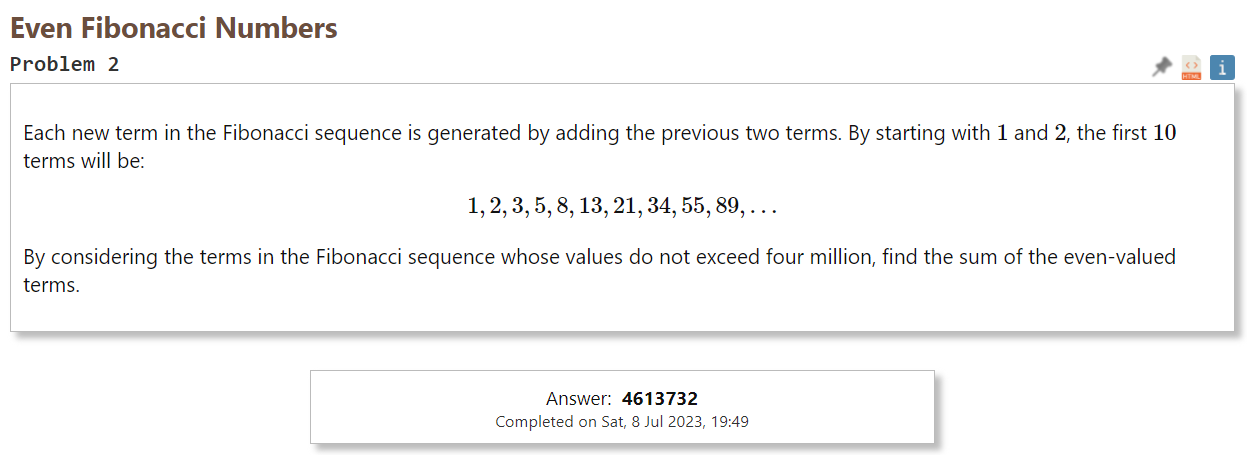 Even Fibonacci Numbers
Problem 2
HTML
i
Each new term in the Fibonacci sequence is generated by adding the previous two terms. By starting with 1 and 2, the first 10
terms will be:
1, 2, 3, 5, 8, 13, 21, 34, 55, 89, . . .
By considering the terms in the Fibonacci sequence whose values do not exceed four million, find the sum of the even-valued
terms.
Answer: 4613732
Completed on Sat, 8 Jul 2023, 19:49